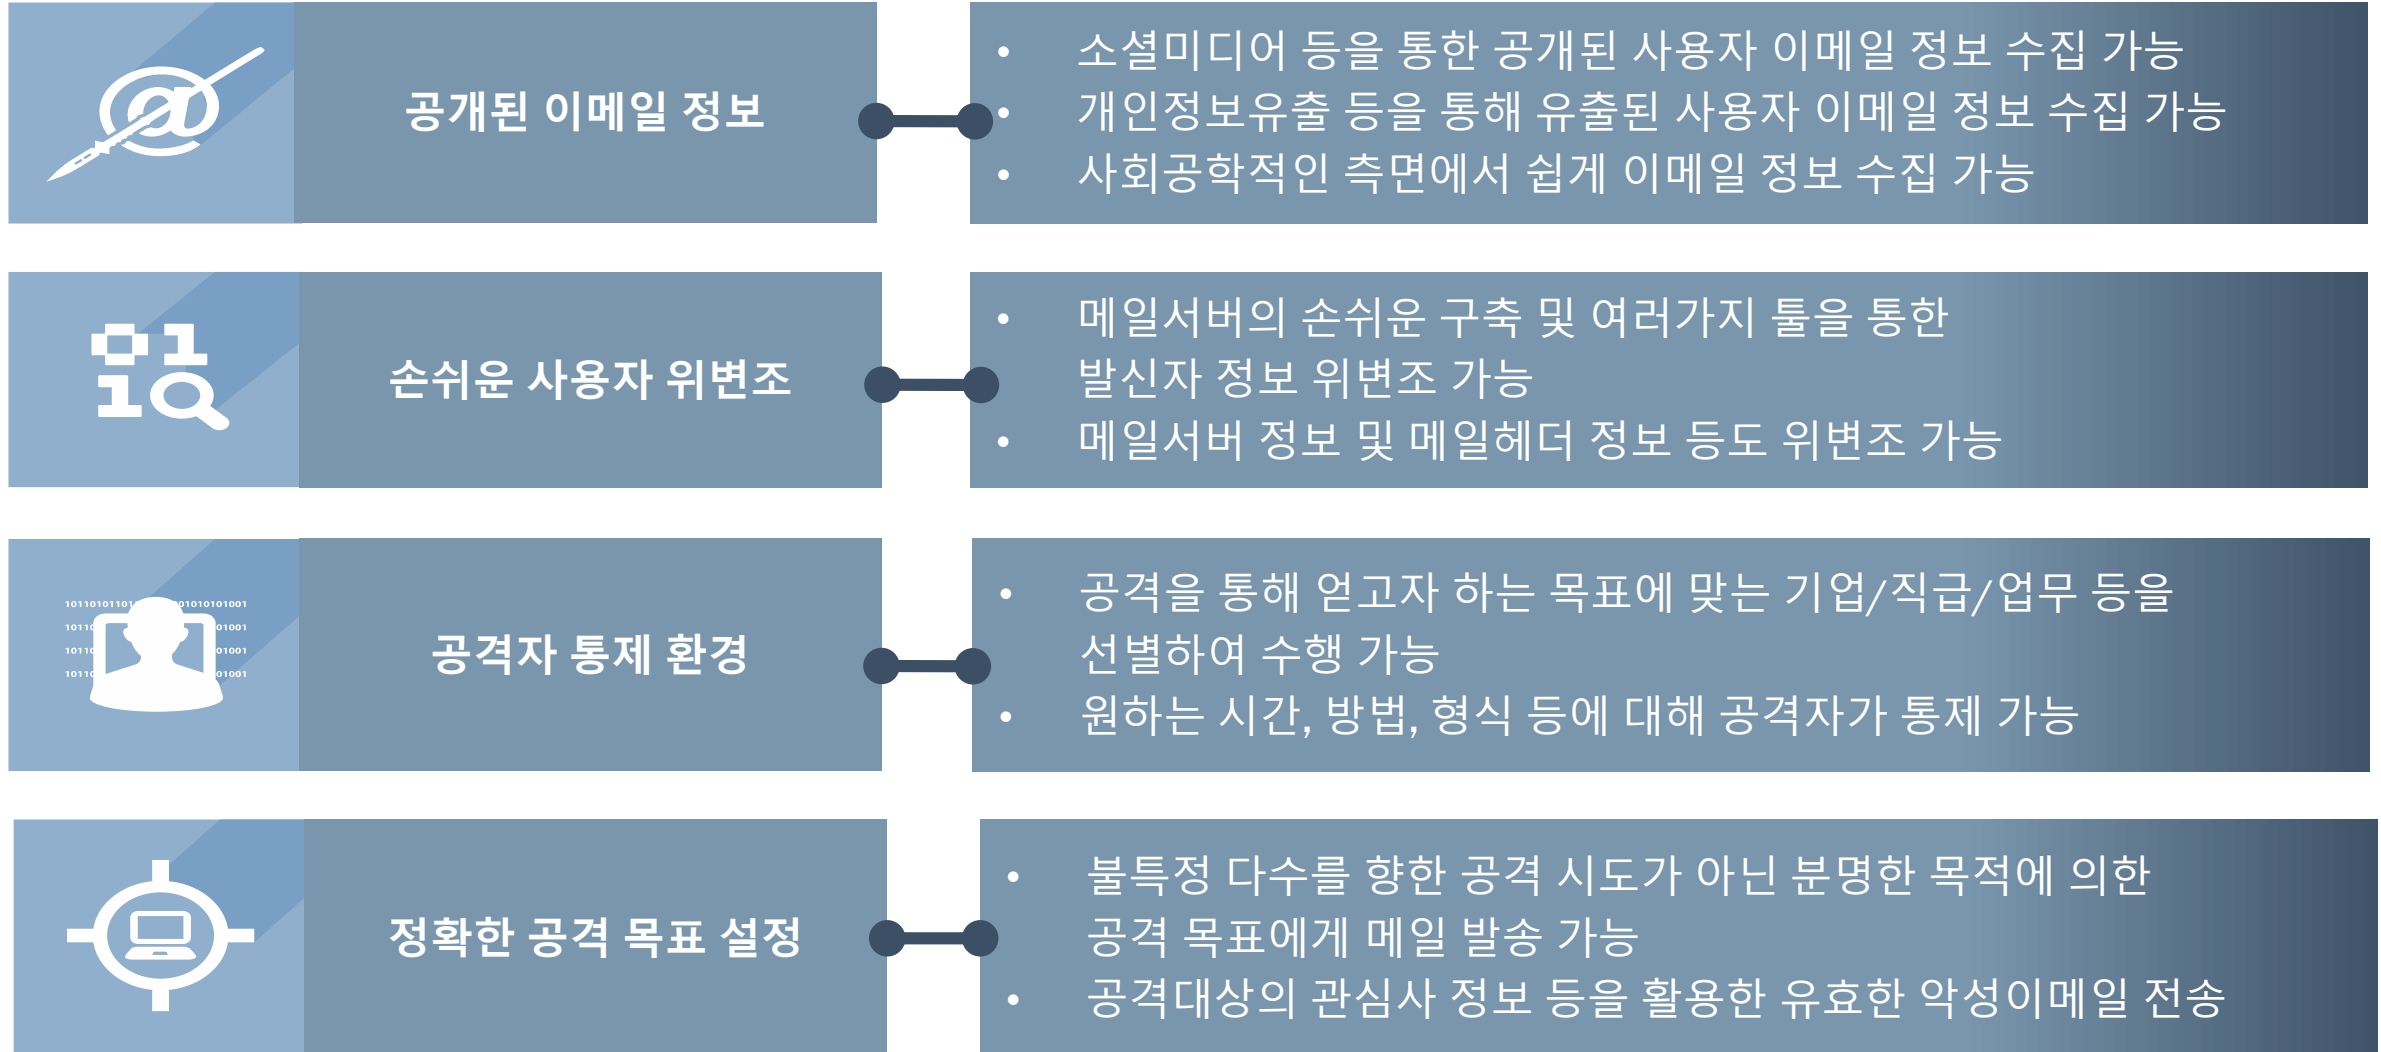 공개된 이메일 정보
• 소셜미디어 등을 통한 공개된 사용자 이메일 정보 수집 가능
• 개인정보유출 등을 통해 유출된 사용자 이메일 정보 수집 가능
• 사회공학적인 측면에서 쉽게 이메일 정보 수집 가능
손쉬운 사용자 위변조
• 메일서버의 손쉬운 구축 및 여러가지 툴을 통한
발신자 정보 위변조 가능
• 메일서버 정보 및 메일헤더 정보 등도 위변조 가능
공격자 통제 환경
• 공격을 통해 얻고자 하는 목표에 맞는 기업/직급/업무 등을
선별하여 수행 가능
• 원하는 시간, 방법, 형식 등에 대해 공격자가 통제 가능
정확한 공격 목표 설정
• 불특정 다수를 향한 공격 시도가 아닌 분명한 목적에 의한
공격 목표에게 메일 발송 가능
• 공격대상의 관심사 정보 등을 활용한 유효한 악성이메일 전송